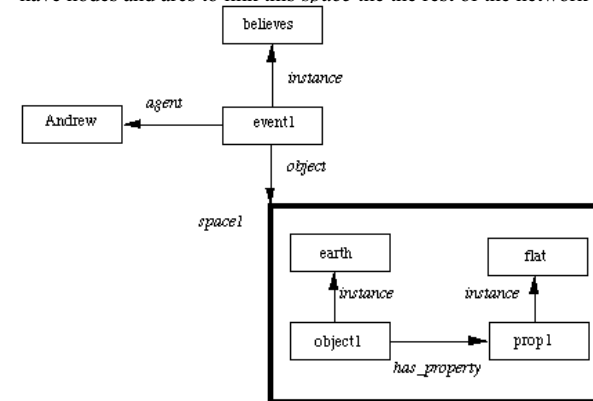 have nodes and arcs to link this space the the rest of the network
believes
instance
agent
Andrew
event1
object
space1
earth
flat
instance
instance
object1
prop1
has_property